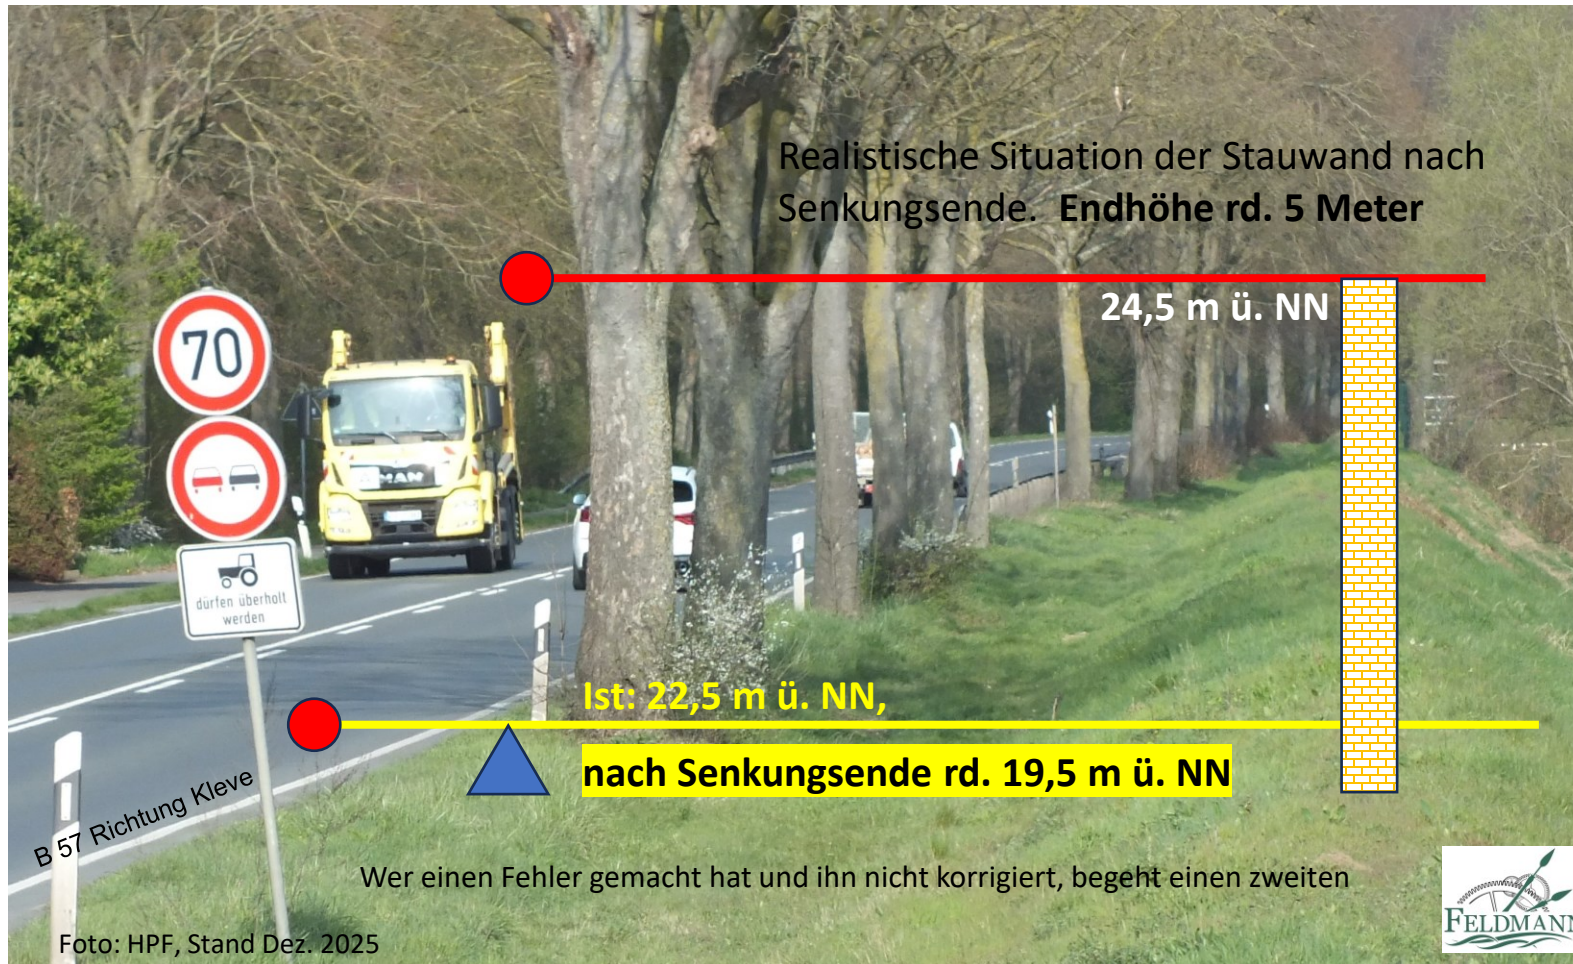 Realistische Situation der Stauwand nach
Senkungsende. Endhöhe rd. 5 Meter
24,5 m ü. NN
70
MAN
dürfen überholt
werden
Ist: 22,5 m ü. NN,
nach Senkungsende rd. 19,5 m ü. NN
B 57 Richtung Kleve
Wer einen Fehler gemacht hat und ihn nicht korrigiert, begeht einen zweiten
FELDMANN
Foto: HPF, Stand Dez. 2025